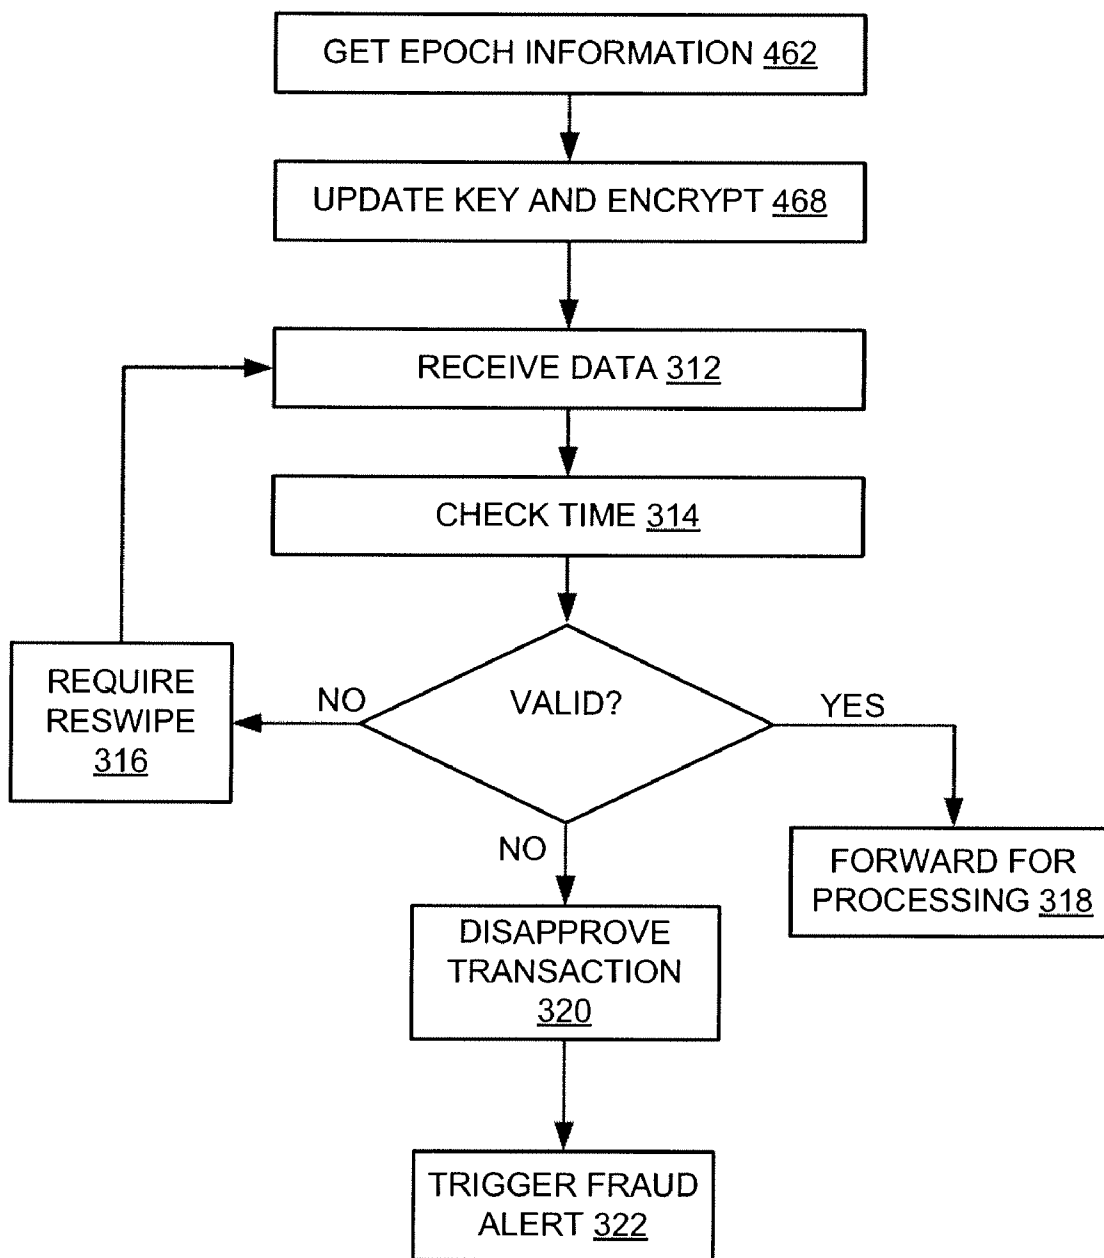 GET EPOCH INFORMATION 462
UPDATE KEY AND ENCRYPT 468
RECEIVE DATA 312
CHECK TIME 314
REQUIRE
RESWIPE
316
NO
VALID?
YES
NO
FORWARD FOR
PROCESSING 318
DISAPPROVE
TRANSACTION
320
TRIGGER FRAUD
ALERT 322